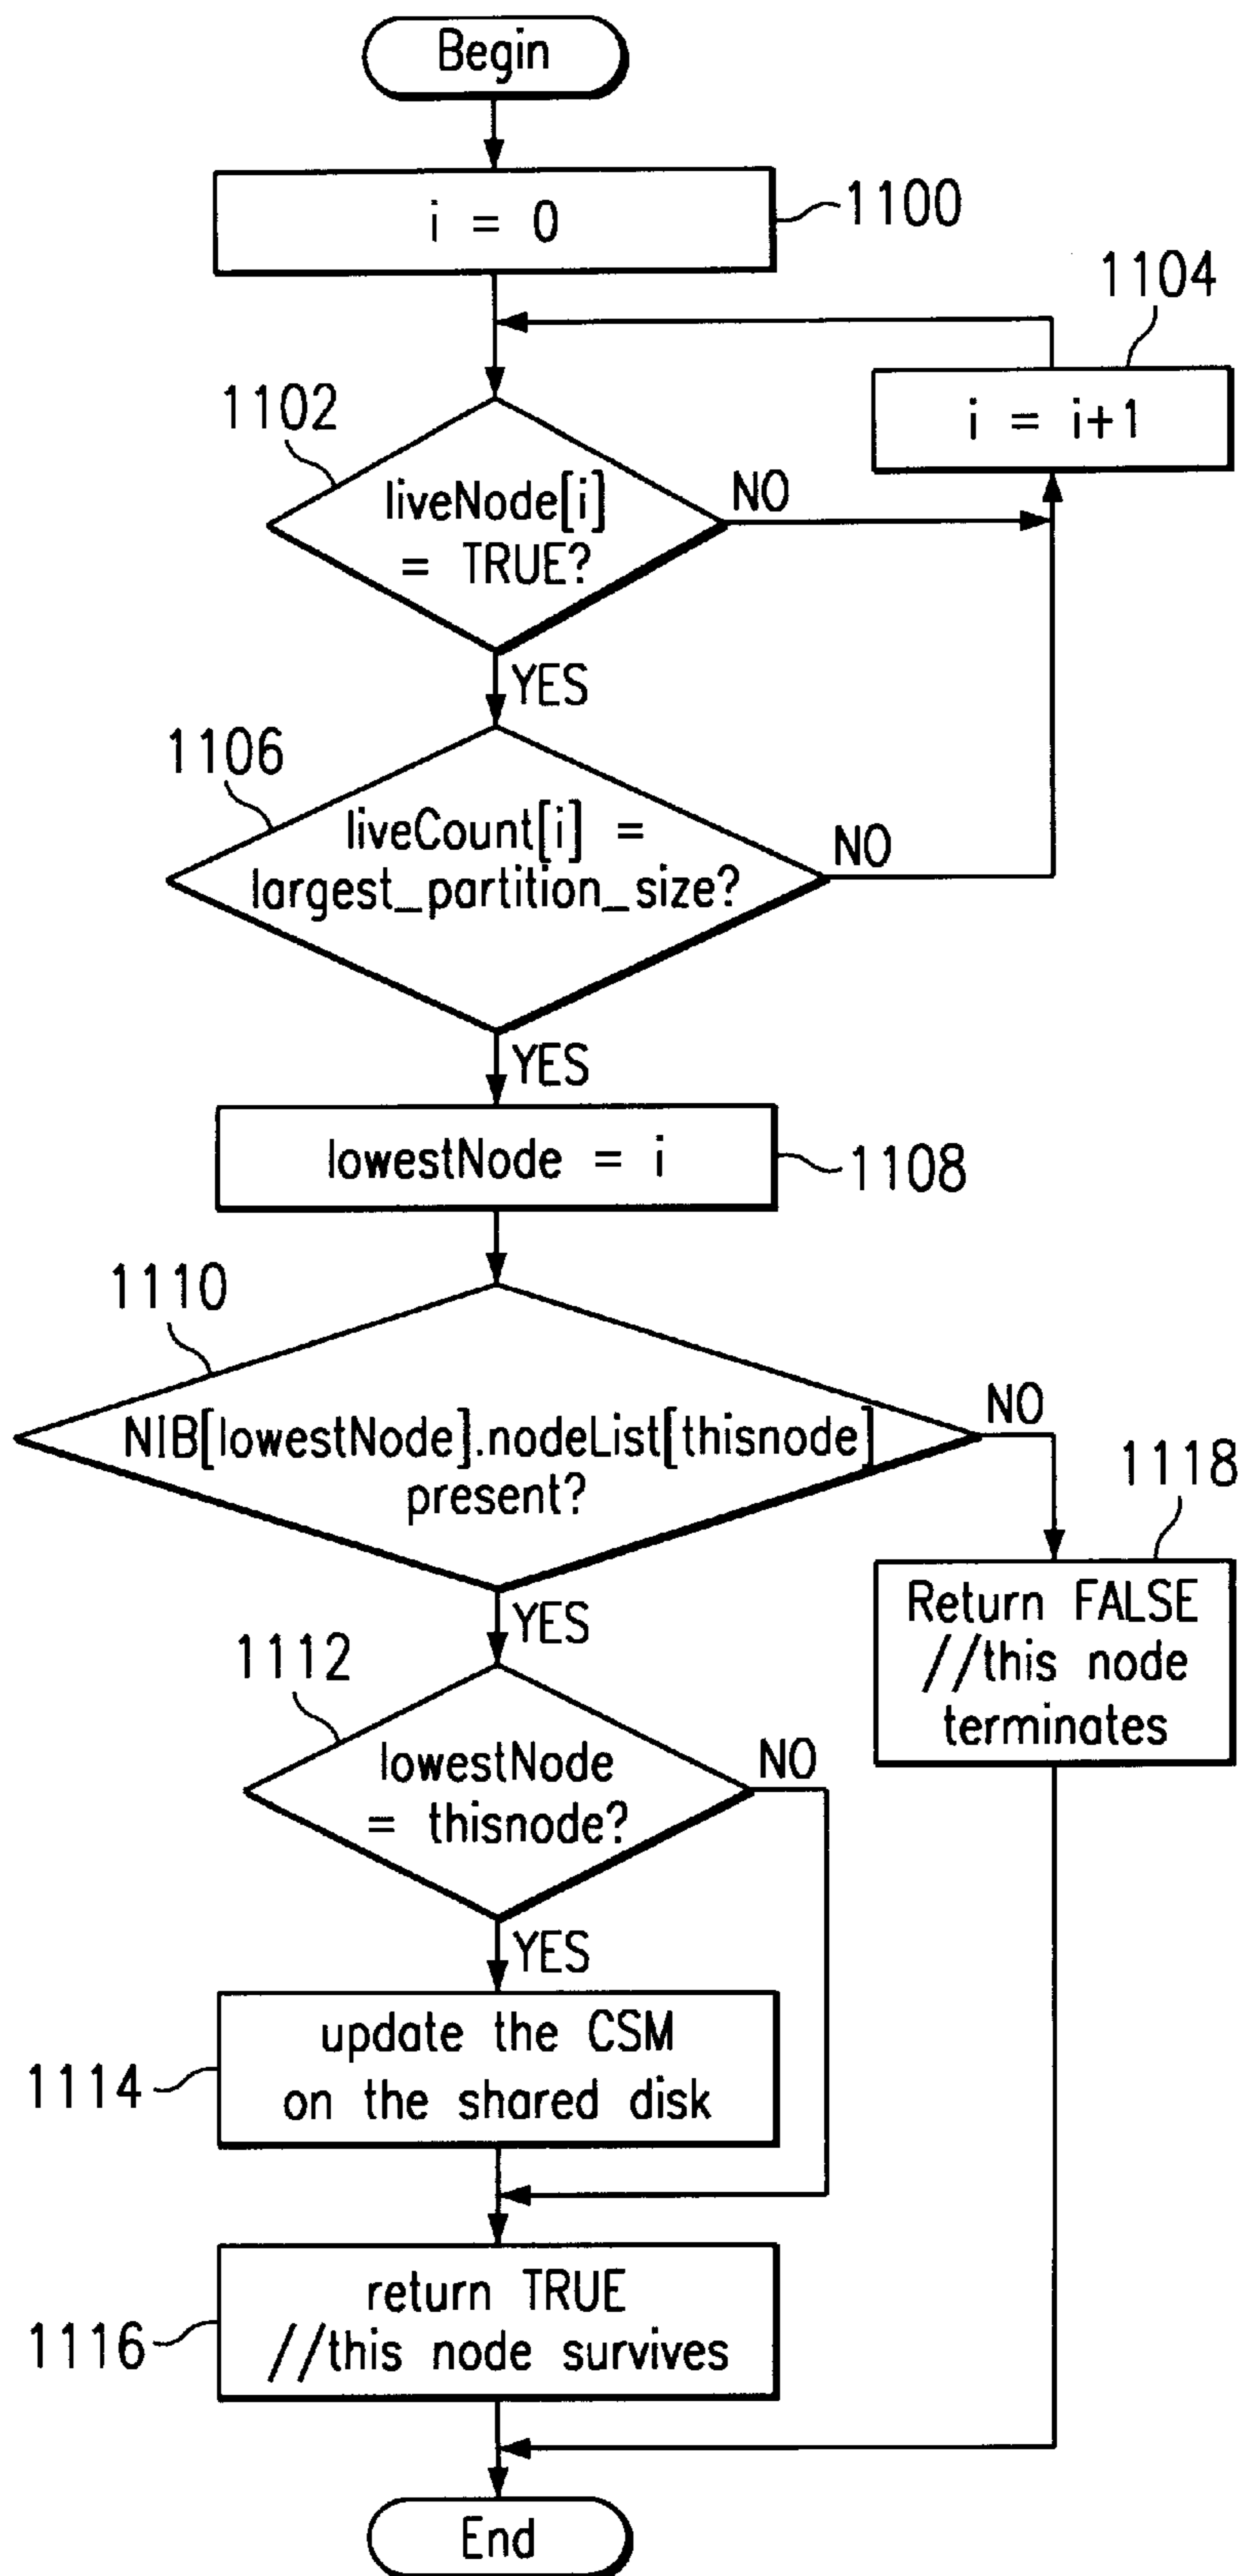 Begin
i = 0
1100
1104
i = i+1
1102
liveNode[i]
= TRUE?
NO
YES
1106
liveCount[i] =
largest_partition_size?
NO
YES
lowestNode = i
1108
1110
NIB[lowestNode].nodeList[thisnode]
present?
NO
1118
YES
Return FALSE
//this node
terminates
1112
lowestNode
= thisnode?
NO
YES
update the CSM
on the shared disk
1114
return TRUE
//this node survives
1116
End